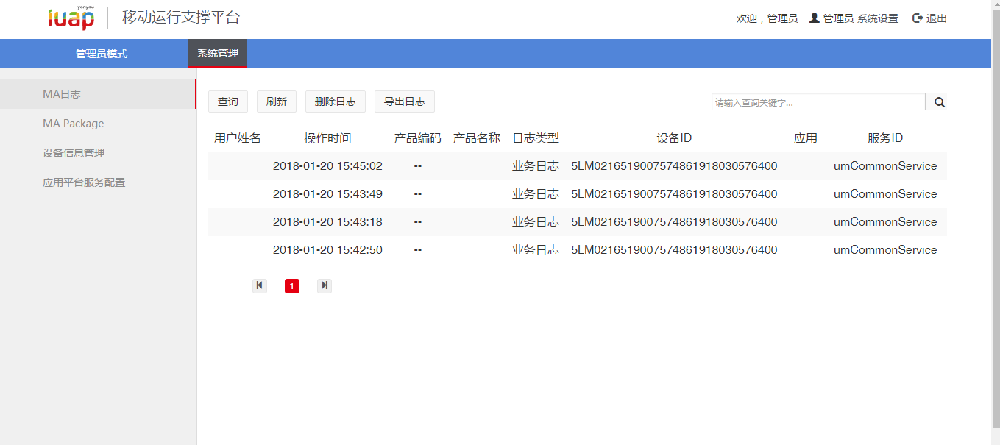 yonyou
iuap 移动运行支撑平台 欢迎，管理员 管理员 系统设置 退出
管理员模式 系统管理
MA日志
MA Package
设备信息管理
应用平台服务配置
查询 刷新 删除日志 导出日志 请输入查询关键字...
用户姓名 操作时间 产品编码 产品名称 日志类型 设备ID 应用 服务ID
2018-01-20 15:45:02 -- 业务日志 5LM0216519007574861918030576400 umCommonService
2018-01-20 15:43:49 -- 业务日志 5LM0216519007574861918030576400 umCommonService
2018-01-20 15:43:18 -- 业务日志 5LM0216519007574861918030576400 umCommonService
2018-01-20 15:42:50 -- 业务日志 5LM0216519007574861918030576400 umCommonService
1